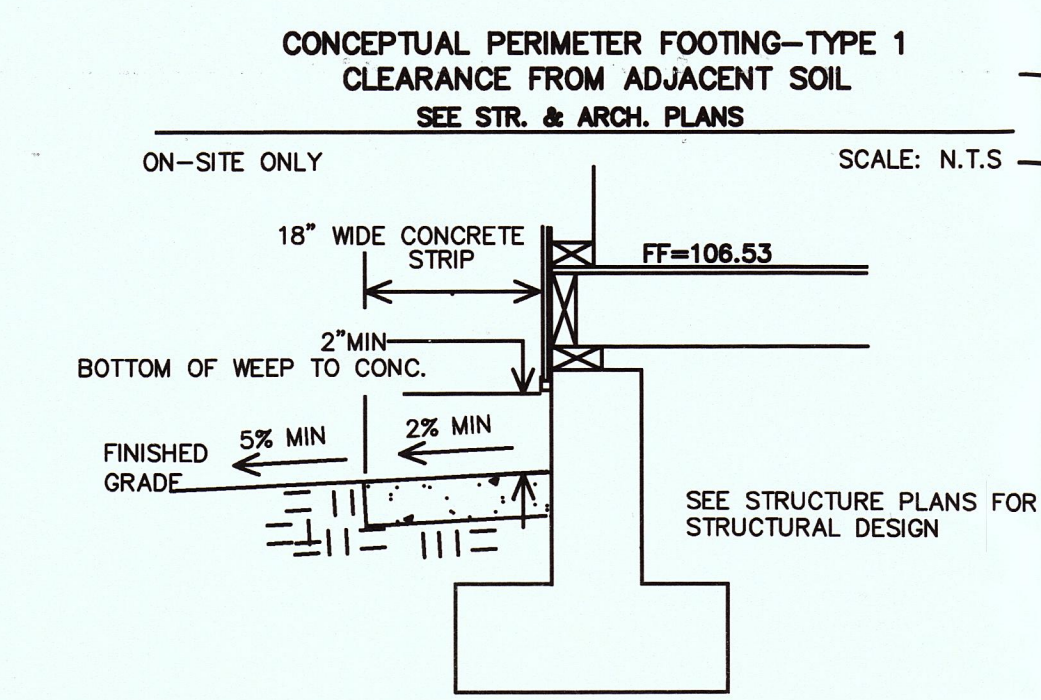 CONCEPTUAL PERIMETER FOOTING-TYPE 1
CLEARANCE FROM ADJACENT SOIL
SEE STR. & ARCH. PLANS
ON-SITE ONLY
SCALE: N.T.S
18" WIDE CONCRETE
STRIP
FF=106.53
2"MIN
BOTTOM OF WEEP TO CONC.
5% MIN
2% MIN
FINISHED
GRADE
SEE STRUCTURE PLANS FOR
STRUCTURAL DESIGN